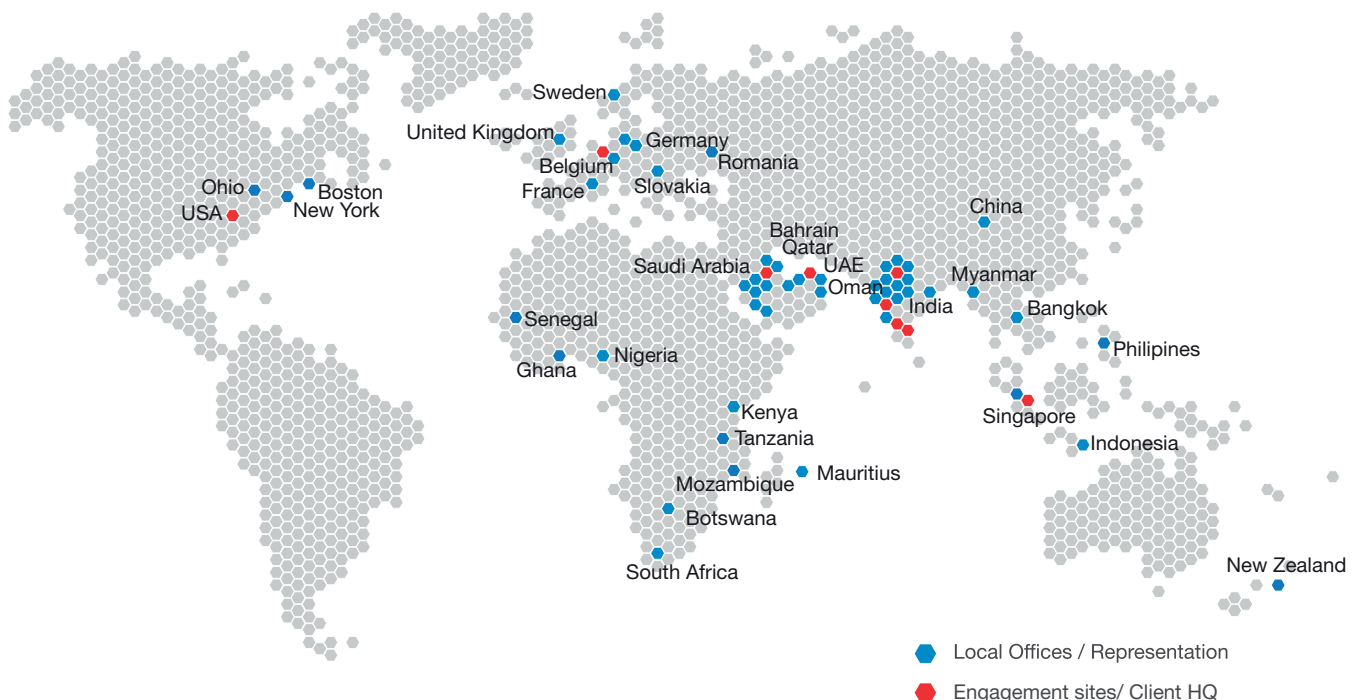 Sweden
United Kingdom
Germany
Belgium
Romania
France
Slovakia
Ohio
Boston
New York
USA
China
Bahrain
Qatar
Saudi Arabia
UAE
Oman
Myanmar
India
Bangkok
Senegal
Philipines
Ghana
Nigeria
Kenya
Singapore
Tanzania
Indonesia
Mozambique
Mauritius
Botswana
South Africa
New Zealand
Local Offices / Representation
Engagement sites/ Client HQ